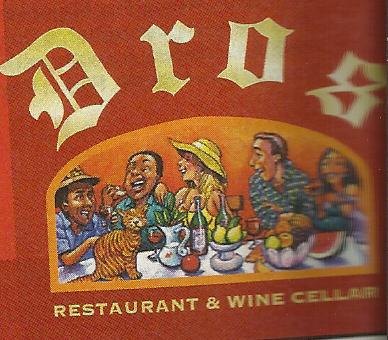 Dros
RESTAURANT & WINE CELLAR